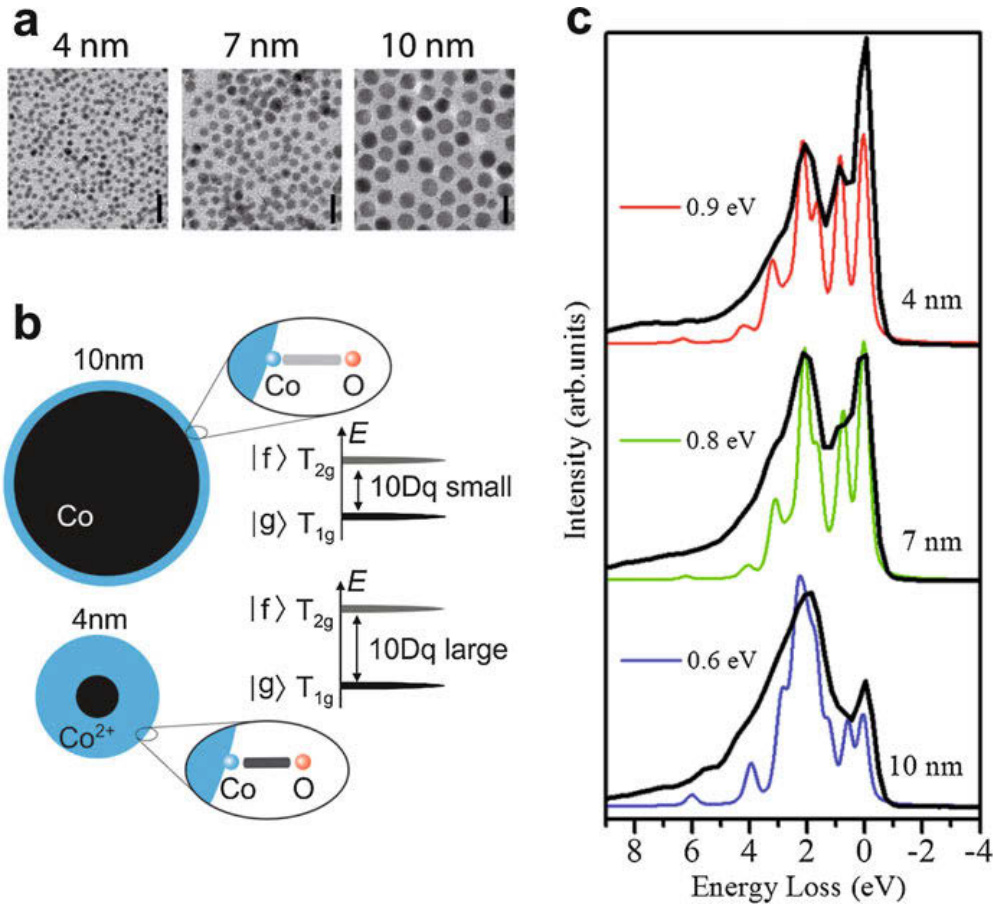 a
4 nm 7 nm 10 nm
b
10nm
Co O
Co
E
|f⟩ T2g
10Dq small
|g⟩ T1g
4nm
Co2+
E
|f⟩ T2g
10Dq large
|g⟩ T1g
Co O
c
Intensity (arb.units)
0.9 eV
4 nm
0.8 eV
7 nm
0.6 eV
10 nm
8 6 4 2 0 -2 -4
Energy Loss (eV)